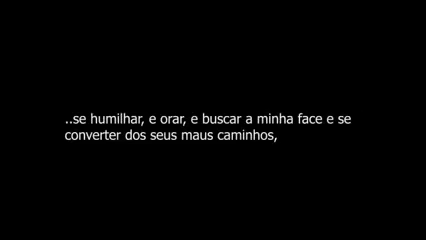 ..se humilhar, e orar, e buscar a minha face e se
converter dos seus maus caminhos,